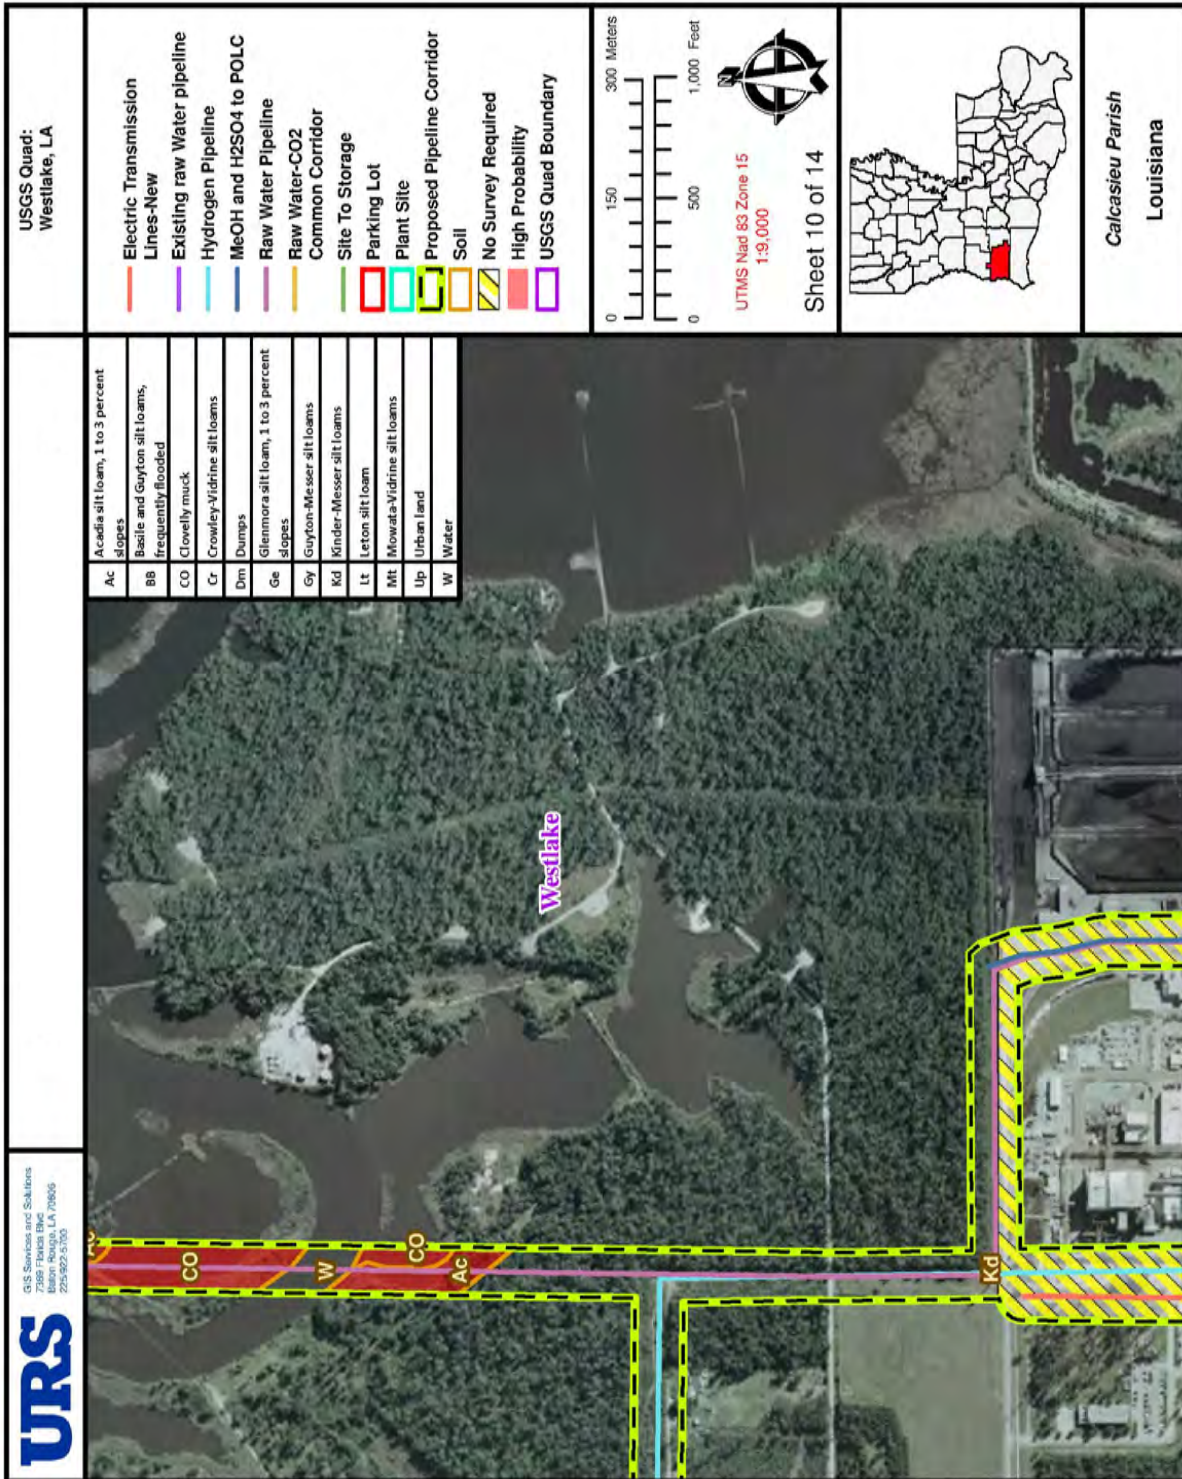 URS
GIS Services and Solutions
7389 Florida Blvd
Baton Rouge, LA 70806
225/922-5700
USGS Quad:
Westlake, LA
Ac Acadia silt loam, 1 to 3 percent
slopes
BB Basile and Guyton silt loams,
frequently flooded
CO Clovelly muck
Cr Crowley-Vidrine silt loams
Dm Dumps
Ge Glenmora silt loam, 1 to 3 percent
slopes
Gy Guyton-Messer silt loams
Kd Kinder-Messer silt loams
Lt Leton silt loam
Mt Mowata-Vidrine silt loams
Up Urban land
W Water
Electric Transmission
Lines-New
Existing raw Water pipeline
Hydrogen Pipeline
MeOH and H2SO4 to POLC
Raw Water Pipeline
Raw Water-CO2
Common Corridor
Site To Storage
Parking Lot
Plant Site
Proposed Pipeline Corridor
Soil
No Survey Required
High Probability
USGS Quad Boundary
0 150 300 Meters
0 500 1,000 Feet
N
UTMS Nad 83 Zone 15
1:9,000
Sheet 10 of 14
Calcasieu Parish
Louisiana
Ac
CO
W
CO
Ac
Westlake
Kd